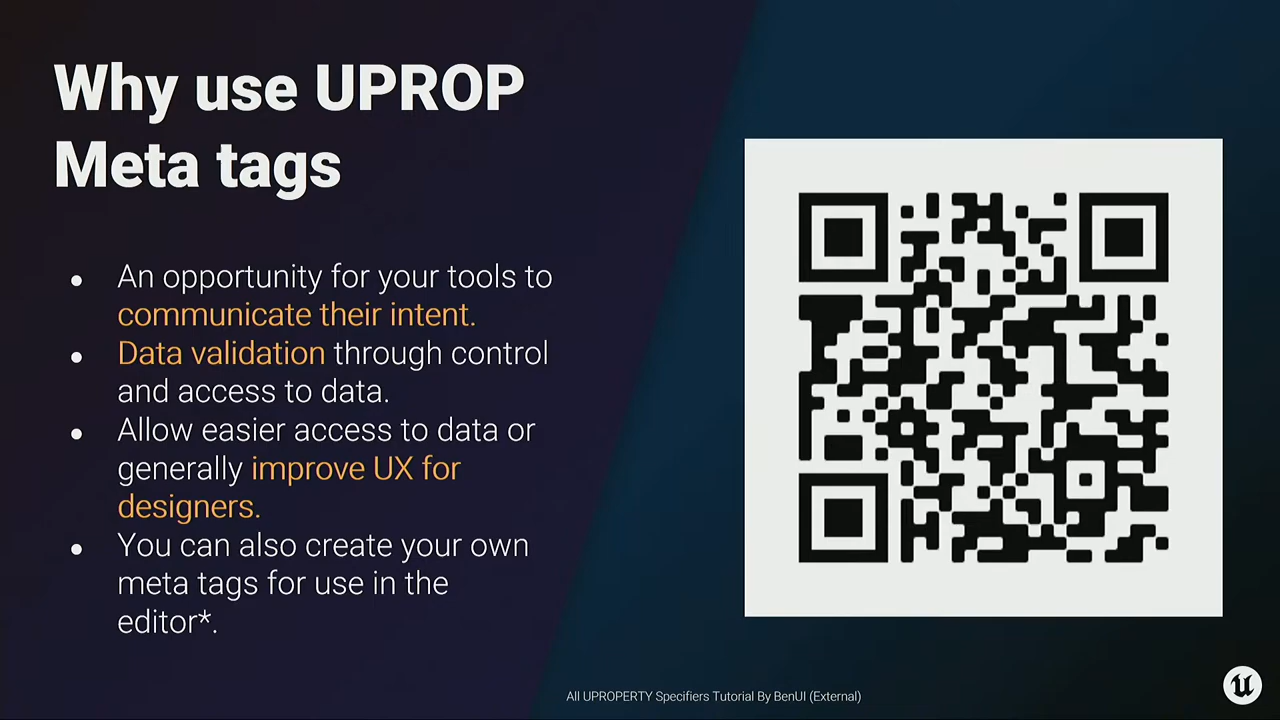 Why use UPROP
Meta tags
● An opportunity for your tools to
communicate their intent.
● Data validation through control
and access to data.
● Allow easier access to data or
generally improve UX for
designers.
● You can also create your own
meta tags for use in the
editor*.
All UPROPERTY Specifiers Tutorial By BenUI (External)